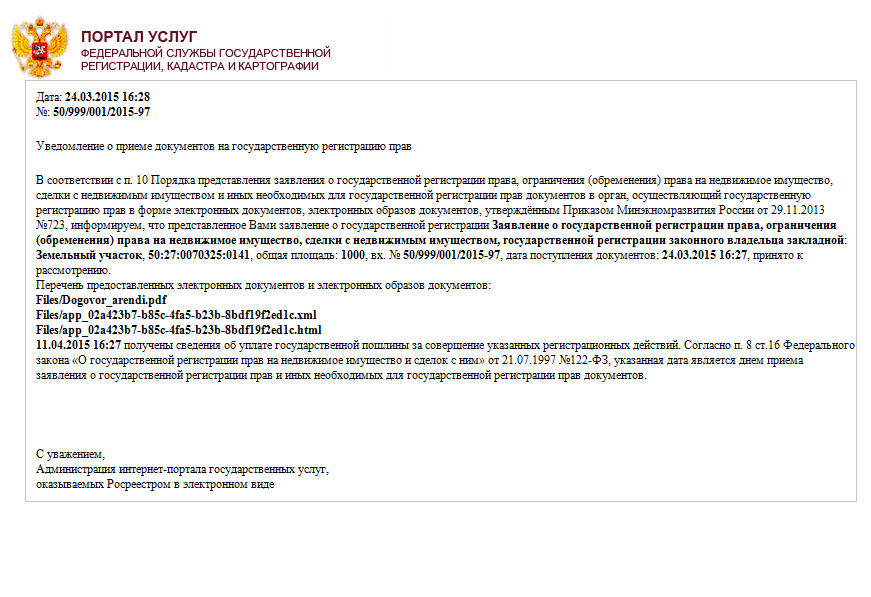 ПОРТАЛ УСЛУГ
ФЕДЕРАЛЬНОЙ СЛУЖБЫ ГОСУДАРСТВЕННОЙ
РЕГИСТРАЦИИ, КАДАСТРА И КАРТОГРАФИИ
Дата: 24.03.2015 16:28
№: 50/999/001/2015-97
Уведомление о приеме документов на государственную регистрацию прав
В соответствии с п. 10 Порядка представления заявления о государственной регистрации права, ограничения (обременения) права на недвижимое имущество,
сделки с недвижимым имуществом и иных необходимых для государственной регистрации прав документов в орган, осуществляющий государственную
регистрацию прав в форме электронных документов, электронных образов документов, утверждённым Приказом Минэкномразвития России от 29.11.2013
№723, информируем, что представленное Вами заявление о государственной регистрации Заявление о государственной регистрации права, ограничения
(обременения) права на недвижимое имущество, сделки с недвижимым имуществом, государственной регистрации законного владельца закладной:
Земельный участок, 50:27:0070325:0141, общая площадь: 1000, вх. № 50/999/001/2015-97, дата поступления документов: 24.03.2015 16:27, принято к
рассмотрению.
Перечень предоставленных электронных документов и электронных образов документов:
Files/Dogovor_arendi.pdf
Files/app_02a423b7-b85c-4fa5-b23b-8bdf19f2ed1c.xml
Files/app_02a423b7-b85c-4fa5-b23b-8bdf19f2ed1c.html
11.04.2015 16:27 получены сведения об уплате государственной пошлины за совершение указанных регистрационных действий. Согласно п. 8 ст.16 Федерального
закона «О государственной регистрации прав на недвижимое имущество и сделок с ним» от 21.07.1997 №122-ФЗ, указанная дата является днем приема
заявления о государственной регистрации прав и иных необходимых для государственной регистрации прав документов.
С уважением,
Администрация интернет-портала государственных услуг,
оказываемых Росреестром в электронном виде